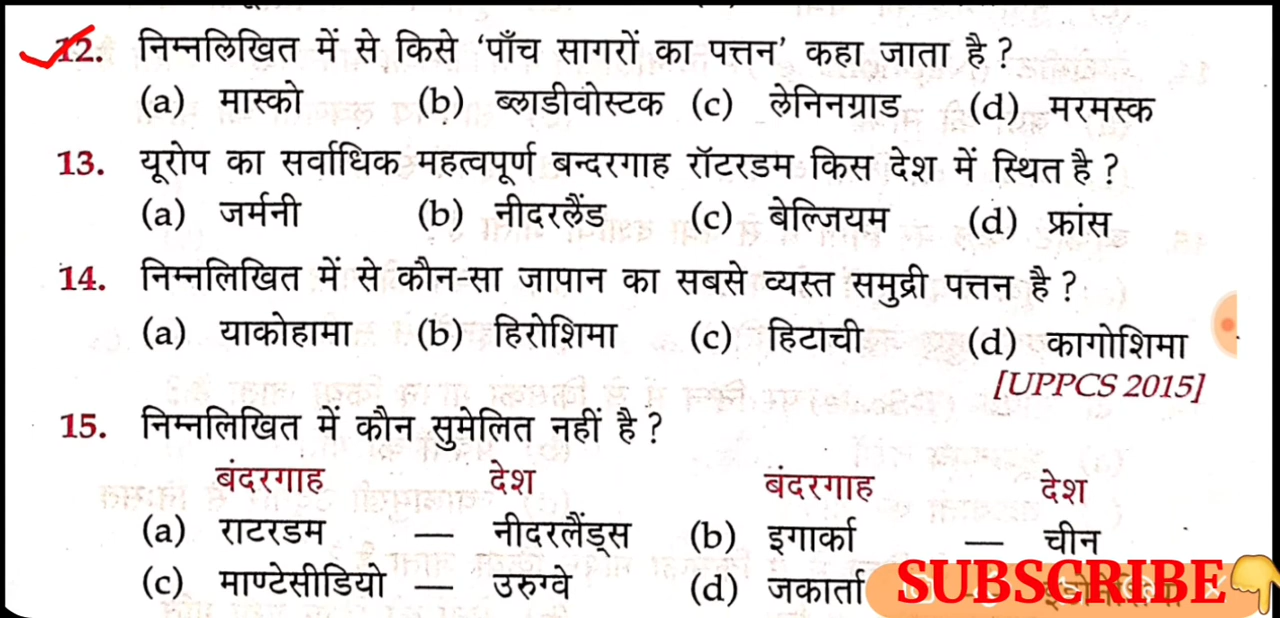 12. निम्नलिखित में से किसे ‘पाँच सागरों का पत्तन’ कहा जाता है ?
(a) मास्को (b) ब्लाडीवोस्टक (c) लेनिनग्राड (d) मरमस्क
13. यूरोप का सर्वाधिक महत्वपूर्ण बन्दरगाह रॉटरडम किस देश में स्थित है ?
(a) जर्मनी (b) नीदरलैंड (c) बेल्जियम (d) फ्रांस
14. निम्नलिखित में से कौन-सा जापान का सबसे व्यस्त समुद्री पत्तन है ?
(a) याकोहामा (b) हिरोशिमा (c) हिटाची (d) कागोशिमा
[UPPCS 2015]
15. निम्नलिखित में कौन सुमेलित नहीं है ?
बंदरगाह देश बंदरगाह देश
(a) राटरडम — नीदरलैंड्स (b) इगार्का — चीन
(c) माण्टेसीडियो — उरुग्वे (d) जकार्ता
SUBSCRIBE